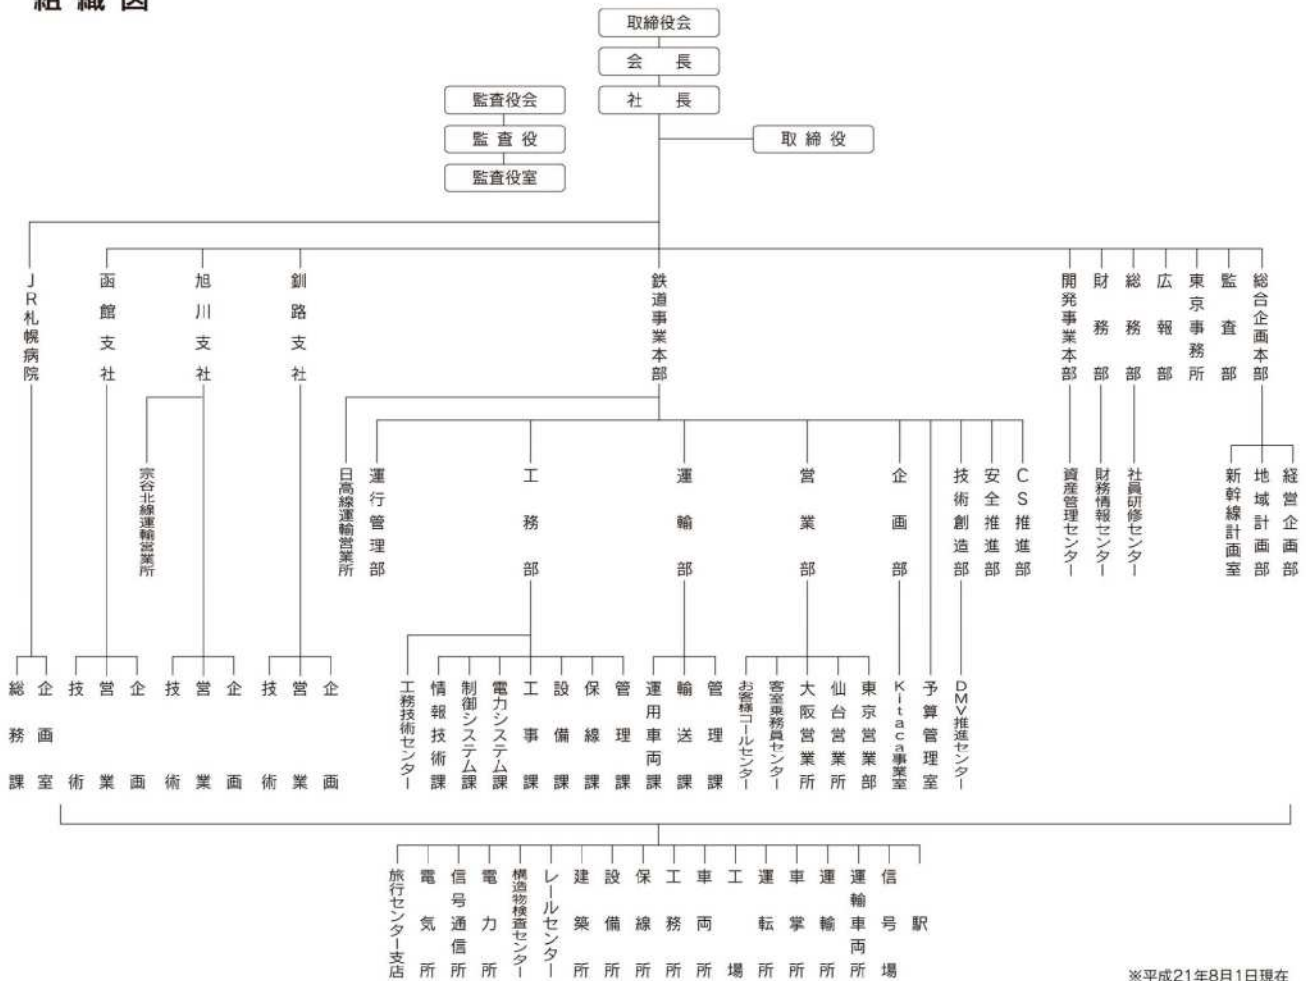 組織図
取締役会
会長
社長
監査役会
監査役
監査役室
取締役
JR札幌病院
函館支社
旭川支社
釧路支社
鉄道事業本部
開発事業本部
財務部
総務部
広報部
東京事務所
監査部
総合企画本部
宗谷北線運輸営業所
日高線運輸営業所
運行管理部
工務部
運輸部
営業部
企画部
技術創造部
安全推進部
CS推進部
資産管理センター
財務情報センター
社員研修センター
新幹線計画室
地域計画部
経営企画部
総務課
企画室
技術
営業
企画
技術
営業
企画
技術
営業
企画
工務技術センター
情報技術課
制御システム課
電力システム課
工事課
設備課
保線課
管理課
運用車両課
輸送課
管理課
お客様コールセンター
客室乗務員センター
大阪営業所
仙台営業所
東京営業部
Kitaca事業室
予算管理室
DMV推進センター
旅行センター支店
電気所
信号通信所
電力所
構造物検査センター
レールセンター
建築所
設備所
保線所
工務所
車両所
工場
運転所
車掌所
運輸所
運輸車両所
信号場
駅
※平成21年8月1日現在